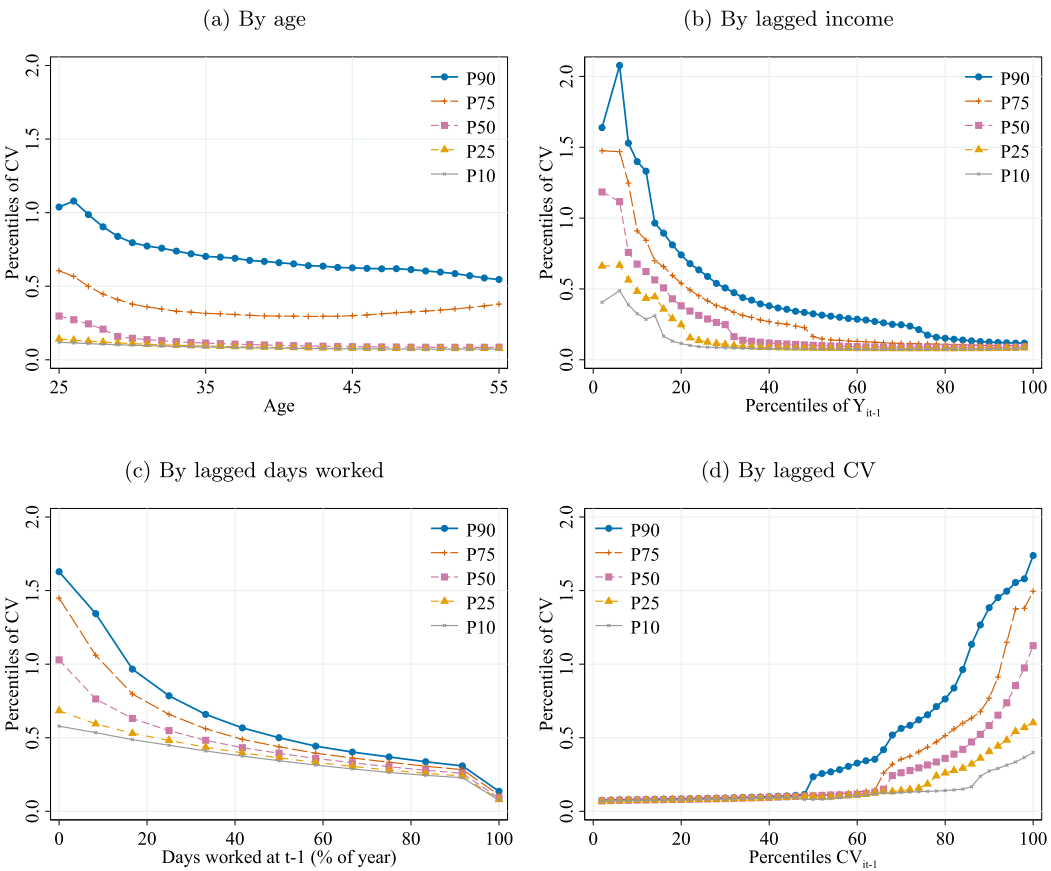 (a) By age
Percentiles of CV
2.0
1.5
1.0
0.5
0.0
P90
P75
P50
P25
P10
25
35
45
55
Age
(b) By lagged income
Percentiles of CV
2.0
1.5
1.0
0.5
0.0
P90
P75
P50
P25
P10
0
20
40
60
80
100
Percentiles of Y_it-1
(c) By lagged days worked
Percentiles of CV
2.0
1.5
1.0
0.5
0.0
P90
P75
P50
P25
P10
0
20
40
60
80
100
Days worked at t-1 (% of year)
(d) By lagged CV
Percentiles of CV
2.0
1.5
1.0
0.5
0.0
P90
P75
P50
P25
P10
0
20
40
60
80
100
Percentiles CV_it-1